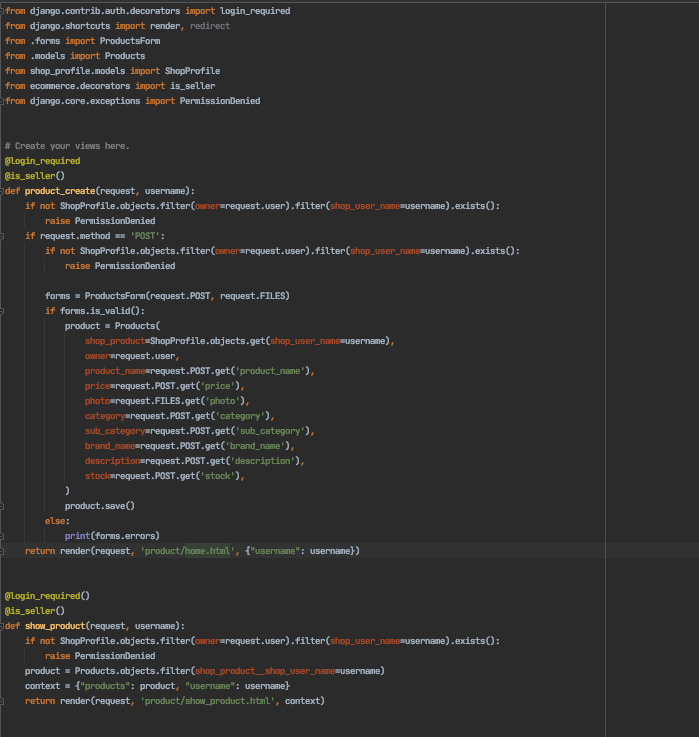 from django.contrib.auth.decorators import login_required
from django.shortcuts import render, redirect
from .forms import ProductsForm
from .models import Products
from shop_profile.models import ShopProfile
from ecommerce.decorators import is_seller
from django.core.exceptions import PermissionDenied
# Create your views here.
@login_required
@is_seller()
def product_create(request, username):
    if not ShopProfile.objects.filter(owner=request.user).filter(shop_user_name=username).exists():
        raise PermissionDenied
    if request.method == 'POST':
        if not ShopProfile.objects.filter(owner=request.user).filter(shop_user_name=username).exists():
            raise PermissionDenied
        forms = ProductsForm(request.POST, request.FILES)
        if forms.is_valid():
            product = Products(
                shop_product=ShopProfile.objects.get(shop_user_name=username),
                owner=request.user,
                product_name=request.POST.get('product_name'),
                price=request.POST.get('price'),
                photo=request.FILES.get('photo'),
                category=request.POST.get('category'),
                sub_category=request.POST.get('sub_category'),
                brand_name=request.POST.get('brand_name'),
                description=request.POST.get('description'),
                stock=request.POST.get('stock'),
            )
            product.save()
        else:
            print(forms.errors)
    return render(request, 'product/home.html', {"username": username})
@login_required()
@is_seller()
def show_product(request, username):
    if not ShopProfile.objects.filter(owner=request.user).filter(shop_user_name=username).exists():
        raise PermissionDenied
    product = Products.objects.filter(shop_product__shop_user_name=username)
    context = {"products": product, "username": username}
    return render(request, 'product/show_product.html', context)